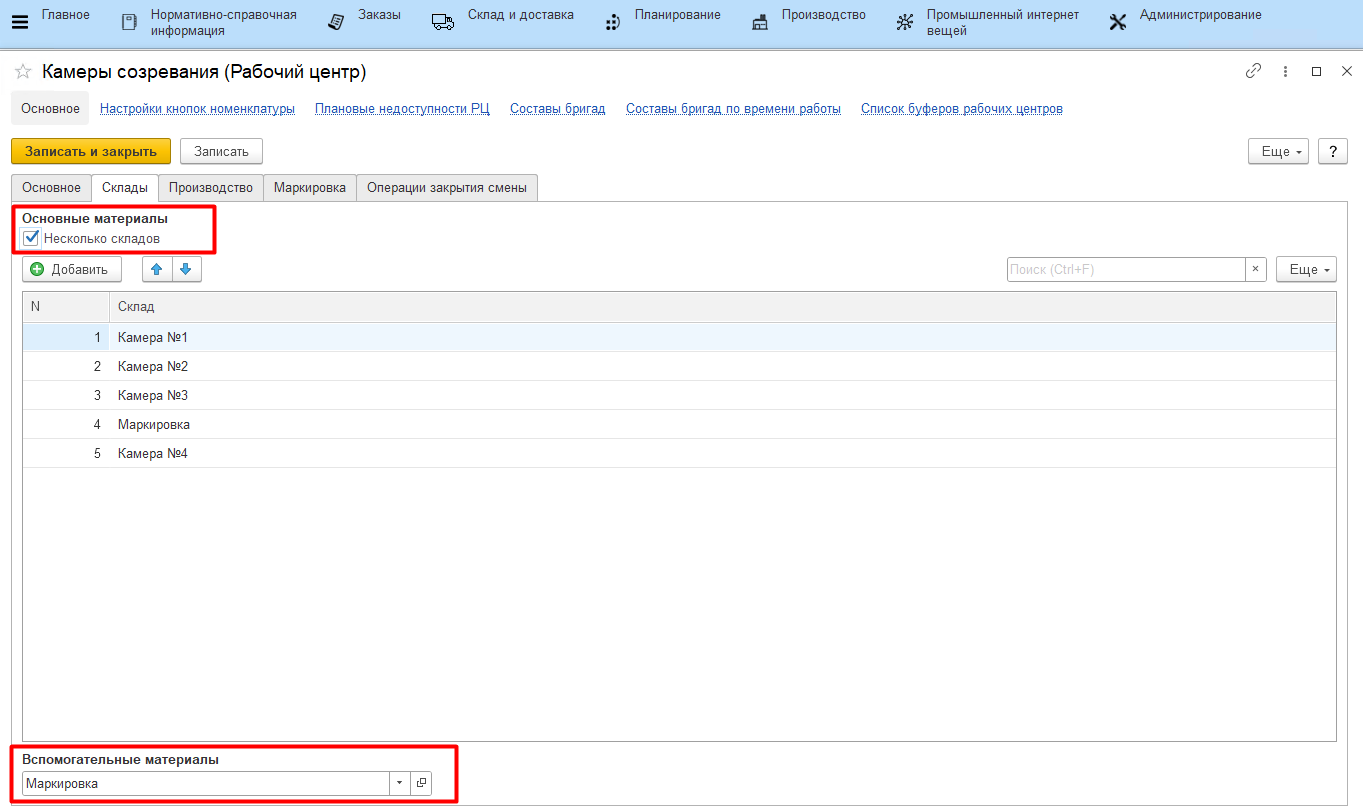 Главное
Нормативно-справочная
информация
Заказы
Склад и доставка
Планирование
Производство
Промышленный интернет
вещей
Администрирование
Камеры созревания (Рабочий центр)
Основное Настройки кнопок номенклатуры Плановые недоступности РЦ Составы бригад Составы бригад по времени работы Список буферов рабочих центров
Записать и закрыть Записать Еще ?
Основное Склады Производство Маркировка Операции закрытия смены
Основные материалы
Несколько складов
Добавить Поиск (Ctrl+F) × Еще
N Склад
1 Камера №1
2 Камера №2
3 Камера №3
4 Маркировка
5 Камера №4
Вспомогательные материалы
Маркировка